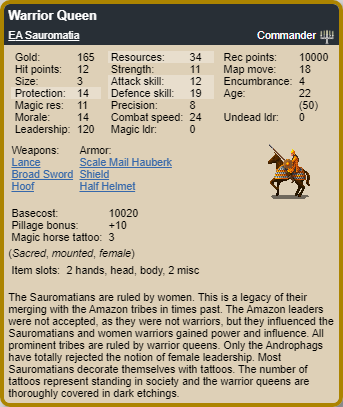 Warrior Queen
EA Sauromatia Commander
Gold: 165 Resources: 34 Rec points: 10000
Hit points: 12 Strength: 11 Map move: 18
Size: 3 Attack skill: 12 Encumbrance: 4
Protection: 14 Defence skill: 19 Age: 22
Magic res: 11 Precision: 8 (50)
Morale: 14 Combat speed: 24 Undead ldr: 0
Leadership: 120 Magic ldr: 0
Weapons: Armor:
Lance Scale Mail Hauberk
Broad Sword Shield
Hoof Half Helmet
Basecost: 10020
Pillage bonus: +10
Magic horse tattoo: 3
(Sacred, mounted, female)
Item slots: 2 hands, head, body, 2 misc
The Sauromatians are ruled by women. This is a legacy of their
merging with the Amazon tribes in times past. The Amazon leaders
were not accepted, as they were not warriors, but they influenced the
Sauromatians and women warriors gained power and influence. All
prominent tribes are ruled by warrior queens. Only the Androphags
have totally rejected the notion of female leadership. Most
Sauromatians decorate themselves with tattoos. The number of
tattoos represent standing in society and the warrior queens are
thoroughly covered in dark etchings.